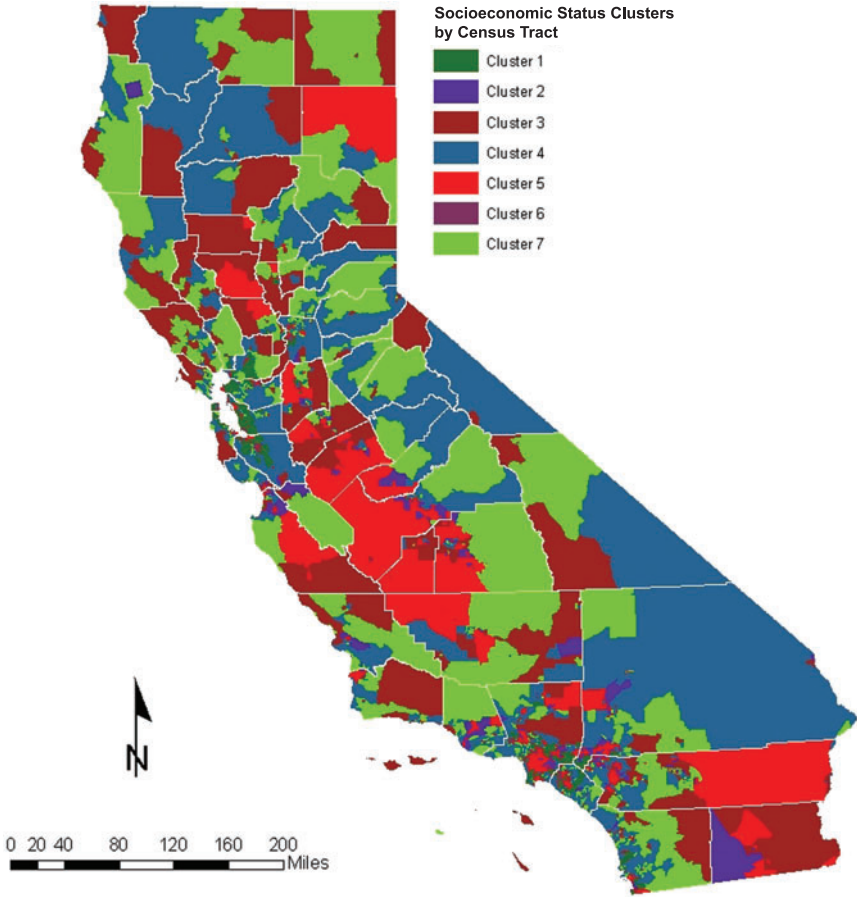 Socioeconomic Status Clusters
by Census Tract
Cluster 1
Cluster 2
Cluster 3
Cluster 4
Cluster 5
Cluster 6
Cluster 7
N
0 20 40 80 120 160 200
Miles